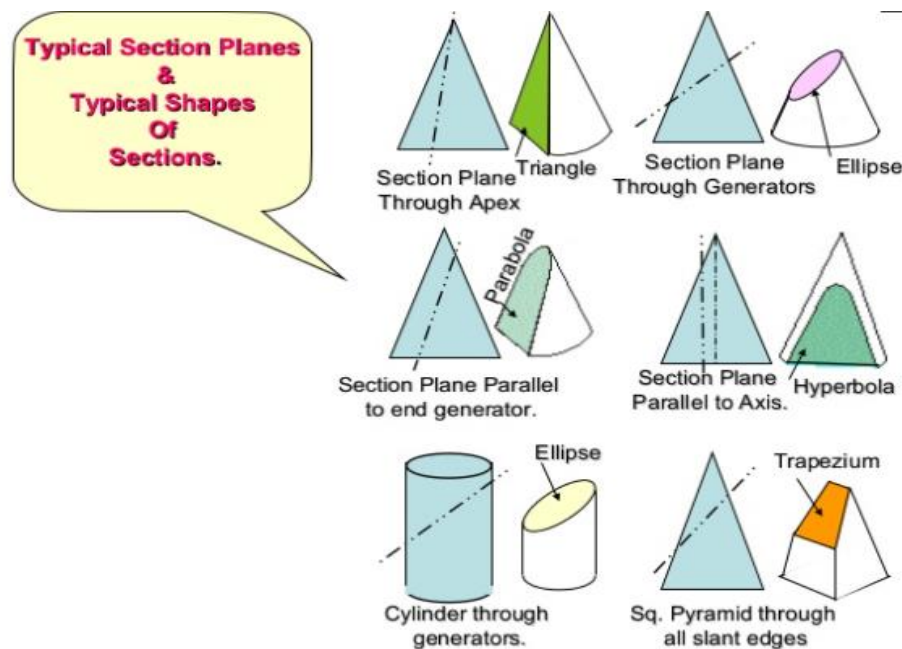 Typical Section Planes
&
Typical Shapes
Of
Sections.
Section Plane
Through Apex
Triangle
Section Plane
Through Generators
Ellipse
Parabola
Section Plane Parallel
to end generator.
Section Plane
Parallel to Axis.
Hyperbola
Ellipse
Cylinder through
generators.
Trapezium
Sq. Pyramid through
all slant edges